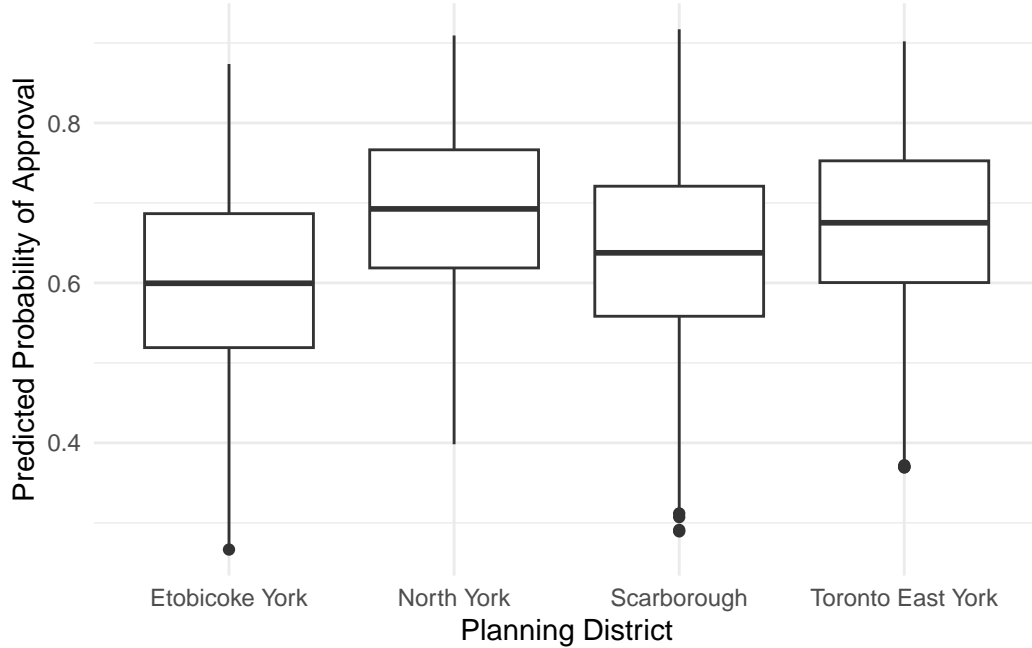 Predicted Probability of Approval
0.8
0.6
0.4
Etobicoke York
North York
Scarborough
Toronto East York
Planning District